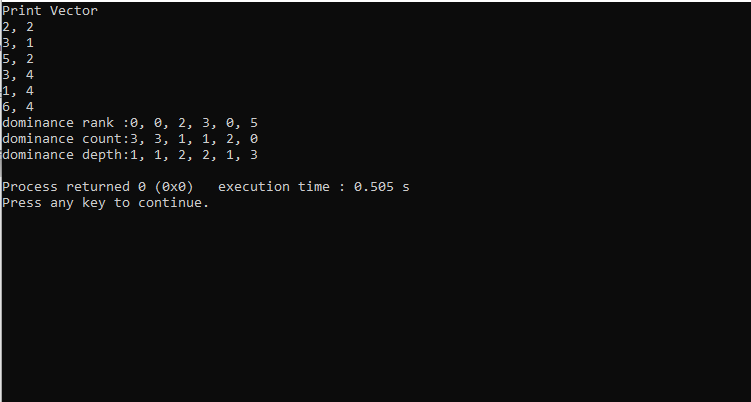 Print Vector
2, 2
3, 1
5, 2
3, 4
1, 4
6, 4
dominance rank :0, 0, 2, 3, 0, 5
dominance count:3, 3, 1, 1, 2, 0
dominance depth:1, 1, 2, 2, 1, 3
Process returned 0 (0x0)   execution time : 0.505 s
Press any key to continue.